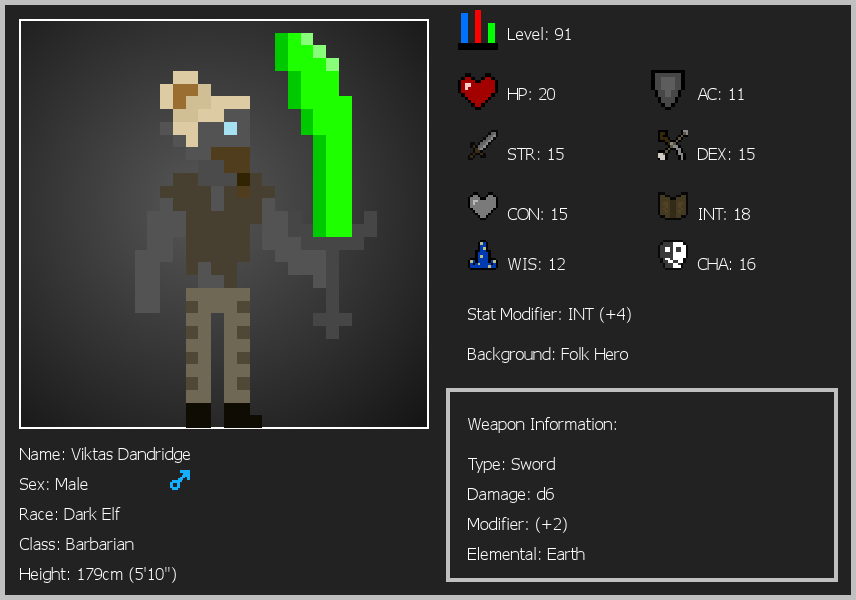 Level: 91
HP: 20
AC: 11
STR: 15
DEX: 15
CON: 15
INT: 18
WIS: 12
CHA: 16
Stat Modifier: INT (+4)
Background: Folk Hero
Weapon Information:
Type: Sword
Damage: d6
Modifier: (+2)
Elemental: Earth
Name: Viktas Dandridge
Sex: Male
Race: Dark Elf
Class: Barbarian
Height: 179cm (5'10")